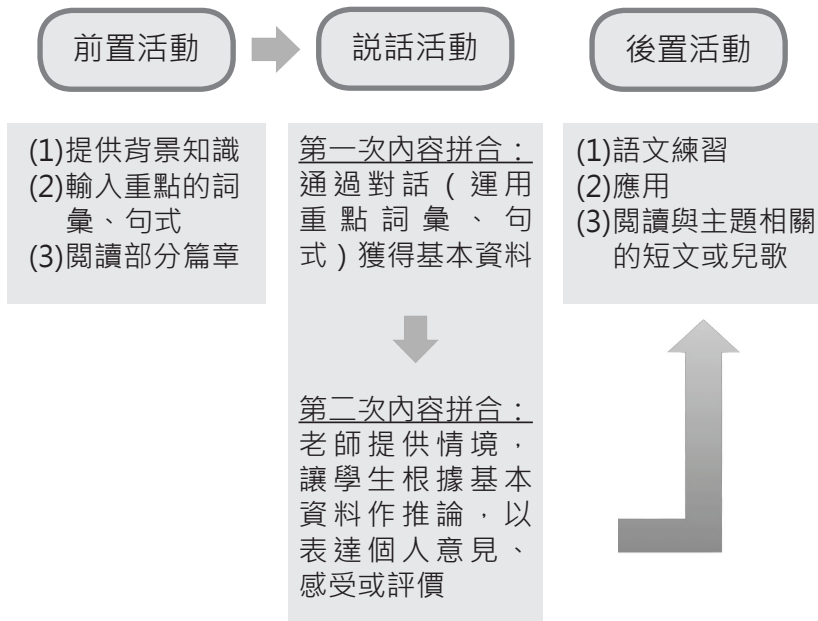 前置活動
説話活動
後置活動
(1)提供背景知識
(2)輸入重點的詞
彙、句式
(3)閲讀部分篇章
第一次內容拼合：
通過對話（運用
重點詞彙、句
式）獲得基本資料
第二次內容拼合：
老師提供情境，
讓學生根據基本
資料作推論，以
表達個人意見、
感受或評價
(1)語文練習
(2)應用
(3)閲讀與主題相關
的短文或兒歌